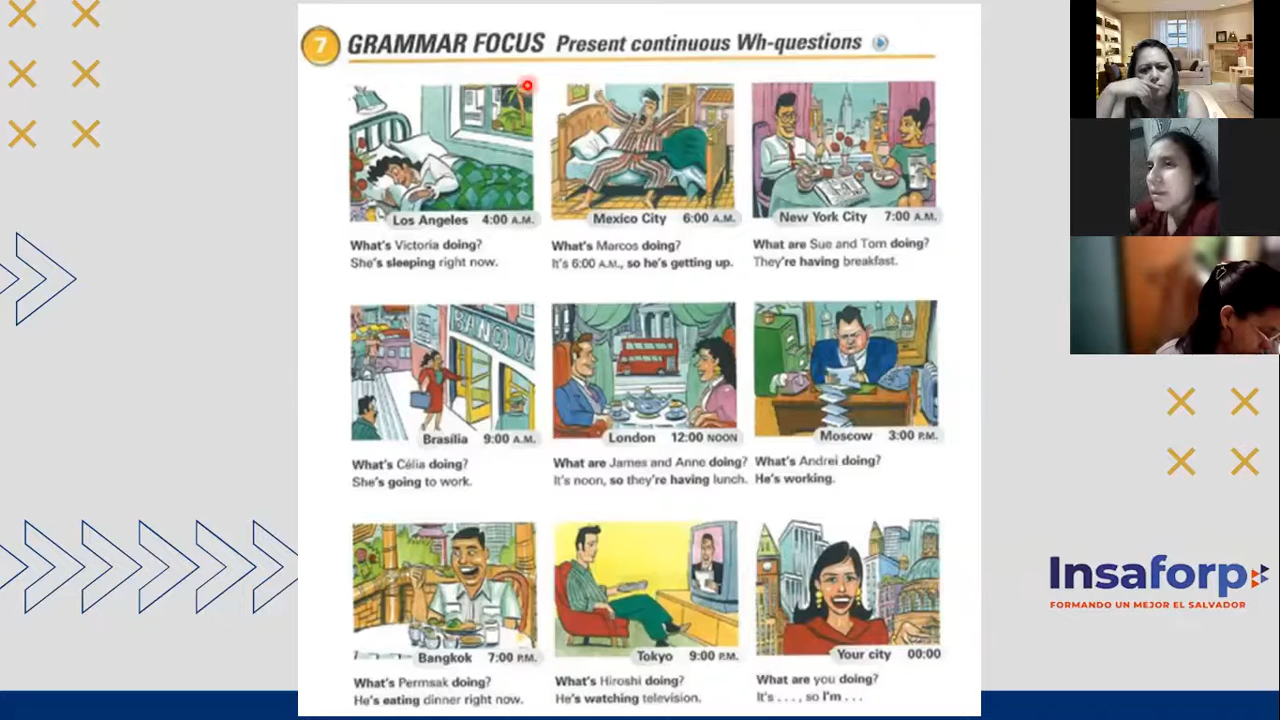 7 GRAMMAR FOCUS Present continuous Wh-questions
Los Angeles 4:00 A.M.
What's Victoria doing?
She's sleeping right now.
Mexico City 6:00 A.M.
What's Marcos doing?
It's 6:00 A.M., so he's getting up.
New York City 7:00 A.M.
What are Sue and Tom doing?
They're having breakfast.
BANCO DO
Brasília 9:00 A.M.
What's Célia doing?
She's going to work.
London 12:00 NOON
What are James and Anne doing?
It's noon, so they're having lunch.
Moscow 3:00 P.M.
What's Andrei doing?
He's working.
Bangkok 7:00 P.M.
What's Permsak doing?
He's eating dinner right now.
Tokyo 9:00 P.M.
What's Hiroshi doing?
He's watching television.
Your city 00:00
What are you doing?
It's . . . , so I'm . . .
Insaforp
FORMANDO UN MEJOR EL SALVADOR